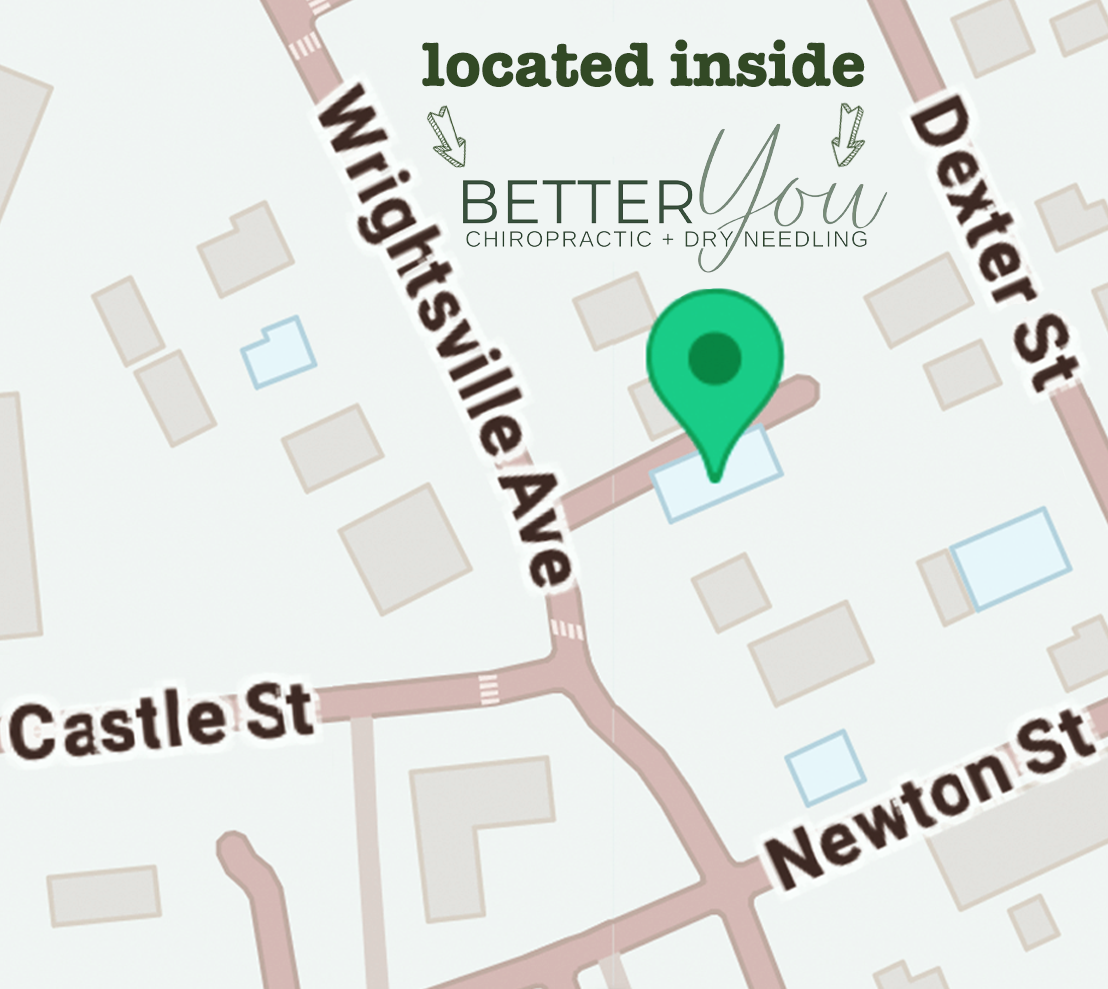 located inside
BETTER You
CHIROPRACTIC + DRY NEEDLING
Wrightsville Ave
Dexter St
Castle St
Newton St